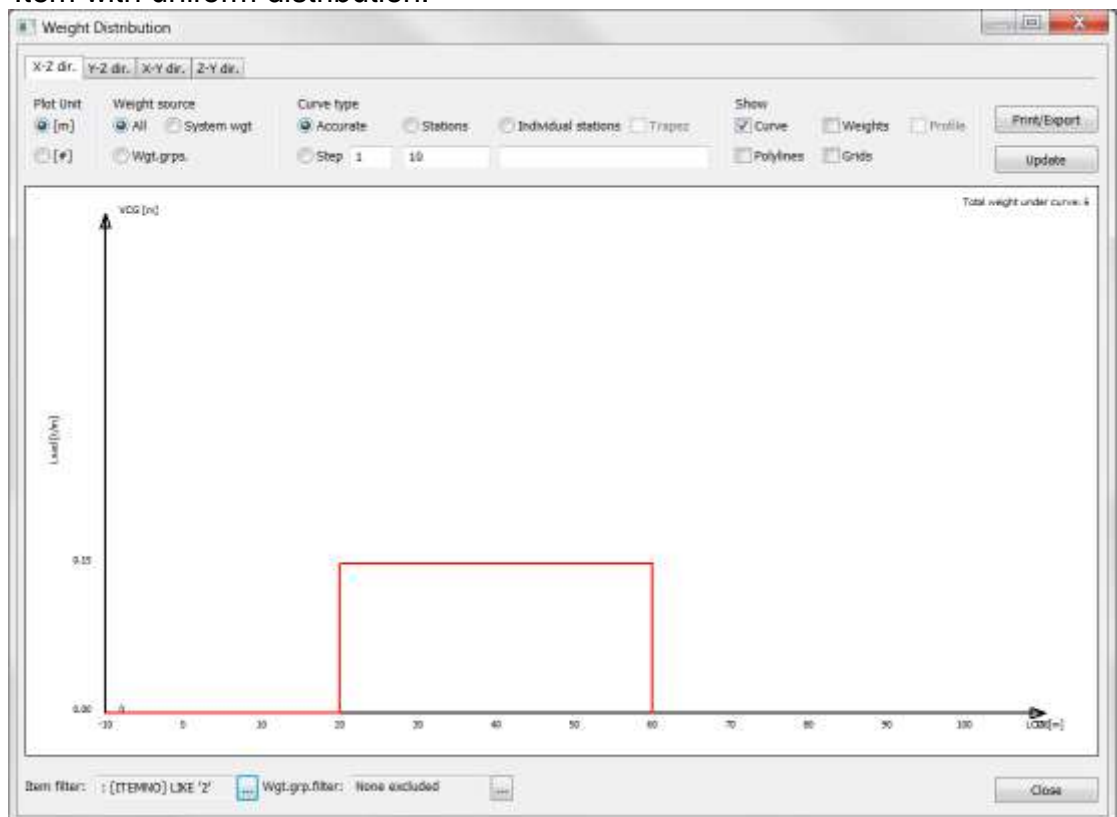 item with uniform distribution.
Weight Distribution
X-Z dir. Y-Z dir. X-Y dir. Z-Y dir.
Plot Unit Weight source Curve type Show
[m] All System wgt Accurate Stations Individual stations Trapez Curve Weights Profile Print/Export
[#] Wgt.grps. Step 1 10 Polylines Grids Update
VCG [m] Total weight under curve:
Load [t/m]
0.15
0.00 0
-10 0 10 20 30 40 50 60 70 80 90 100
Item filter: : [ITEMNO] LIKE '2' ... Wgt.grp.filter: None excluded ... Close